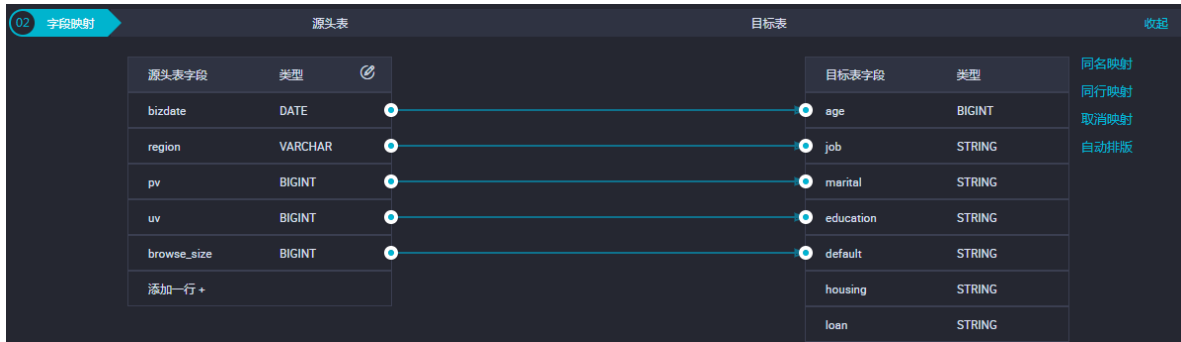 02 字段映射 源头表 目标表 收起
源头表字段 类型 目标表字段 类型 同名映射
bizdate DATE age BIGINT 同行映射
取消映射
region VARCHAR job STRING 自动排版
pv BIGINT marital STRING
uv BIGINT education STRING
browse_size BIGINT default STRING
添加一行 + housing STRING
loan STRING